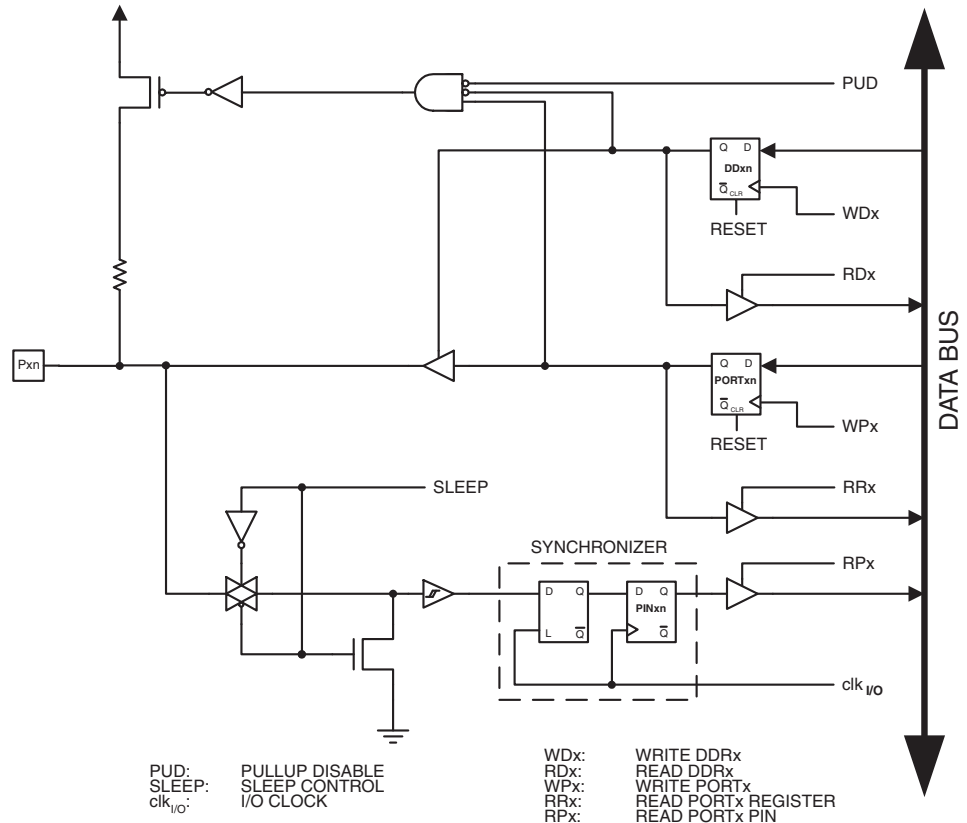 PUD
Q D
DDxn
Q CLR
WDx
RESET
RDx
Pxn
Q D
PORTxn
Q CLR
WPx
RESET
DATA BUS
RRx
SLEEP
SYNCHRONIZER
RPx
D Q
L Q
D Q
PINxn
Q
clk I/O
PUD: PULLUP DISABLE
SLEEP: SLEEP CONTROL
clkI/O: I/O CLOCK
WDx: WRITE DDRx
RDx: READ DDRx
WPx: WRITE PORTx
RRx: READ PORTx REGISTER
RPx: READ PORTx PIN